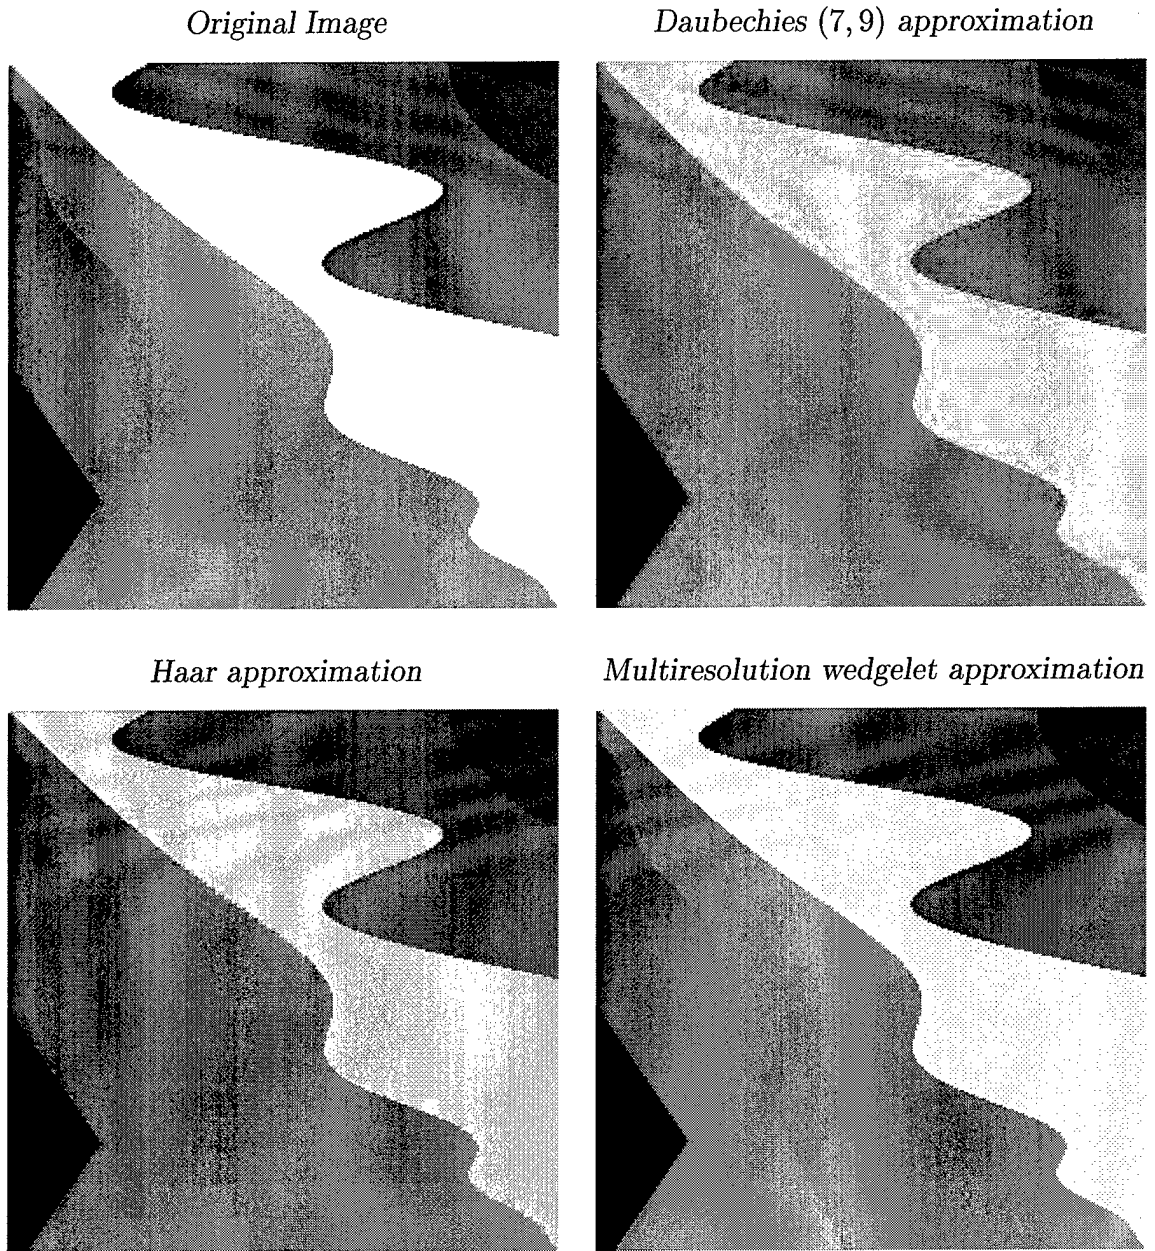 Original Image
Daubechies (7, 9) approximation
Haar approximation
Multiresolution wedgelet approximation